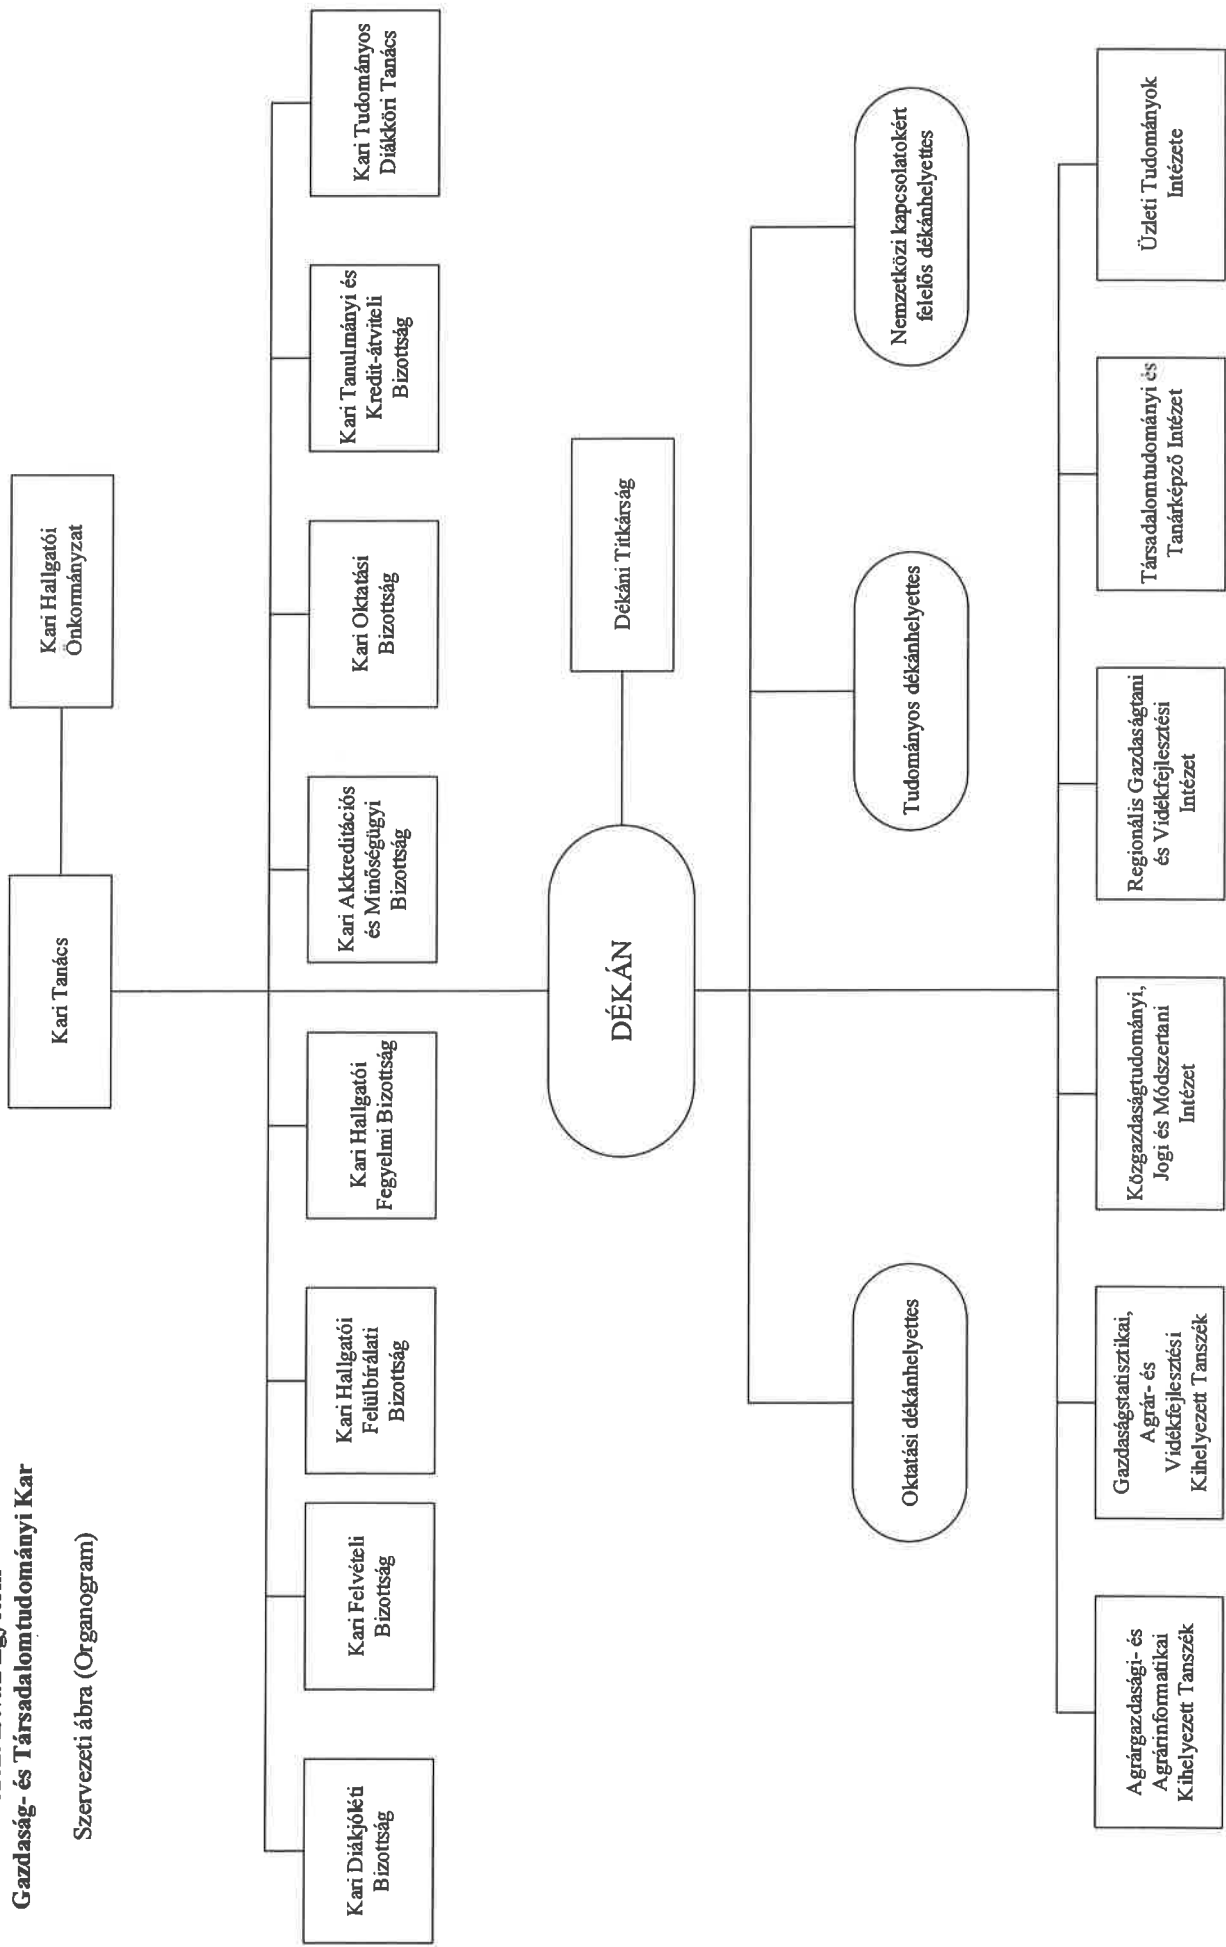 Gazdaság- és Társadalomtudományi Kar
Szervezeti ábra (Organogram)
Kari Tanács
Kari Hallgatói
Önkormányzat
Kari Diákjóléti
Bizottság
Kari Felvételi
Bizottság
Kari Hallgatói
Felülbírálati
Bizottság
Kari Hallgatói
Fegyelmi Bizottság
Kari Akkreditációs
és Minőségügyi
Bizottság
Kari Oktatási
Bizottság
Kari Tanulmányi és
Kredit-átviteli
Bizottság
Kari Tudományos
Diákköri Tanács
DÉKÁN
Dékáni Titkárság
Oktatási dékánhelyettes
Tudományos dékánhelyettes
Nemzetközi kapcsolatokért
felelős dékánhelyettes
Agrárgazdasági- és
Agrárinformatikai
Kihelyezett Tanszék
Gazdaságstatisztikai,
Agrár- és
Vidékfejlesztési
Kihelyezett Tanszék
Közgazdaságtudományi,
Jogi és Módszertani
Intézet
Regionális Gazdaságtani
és Vidékfejlesztési
Intézet
Társadalomtudományi és
Tanárképző Intézet
Üzleti Tudományok
Intézete